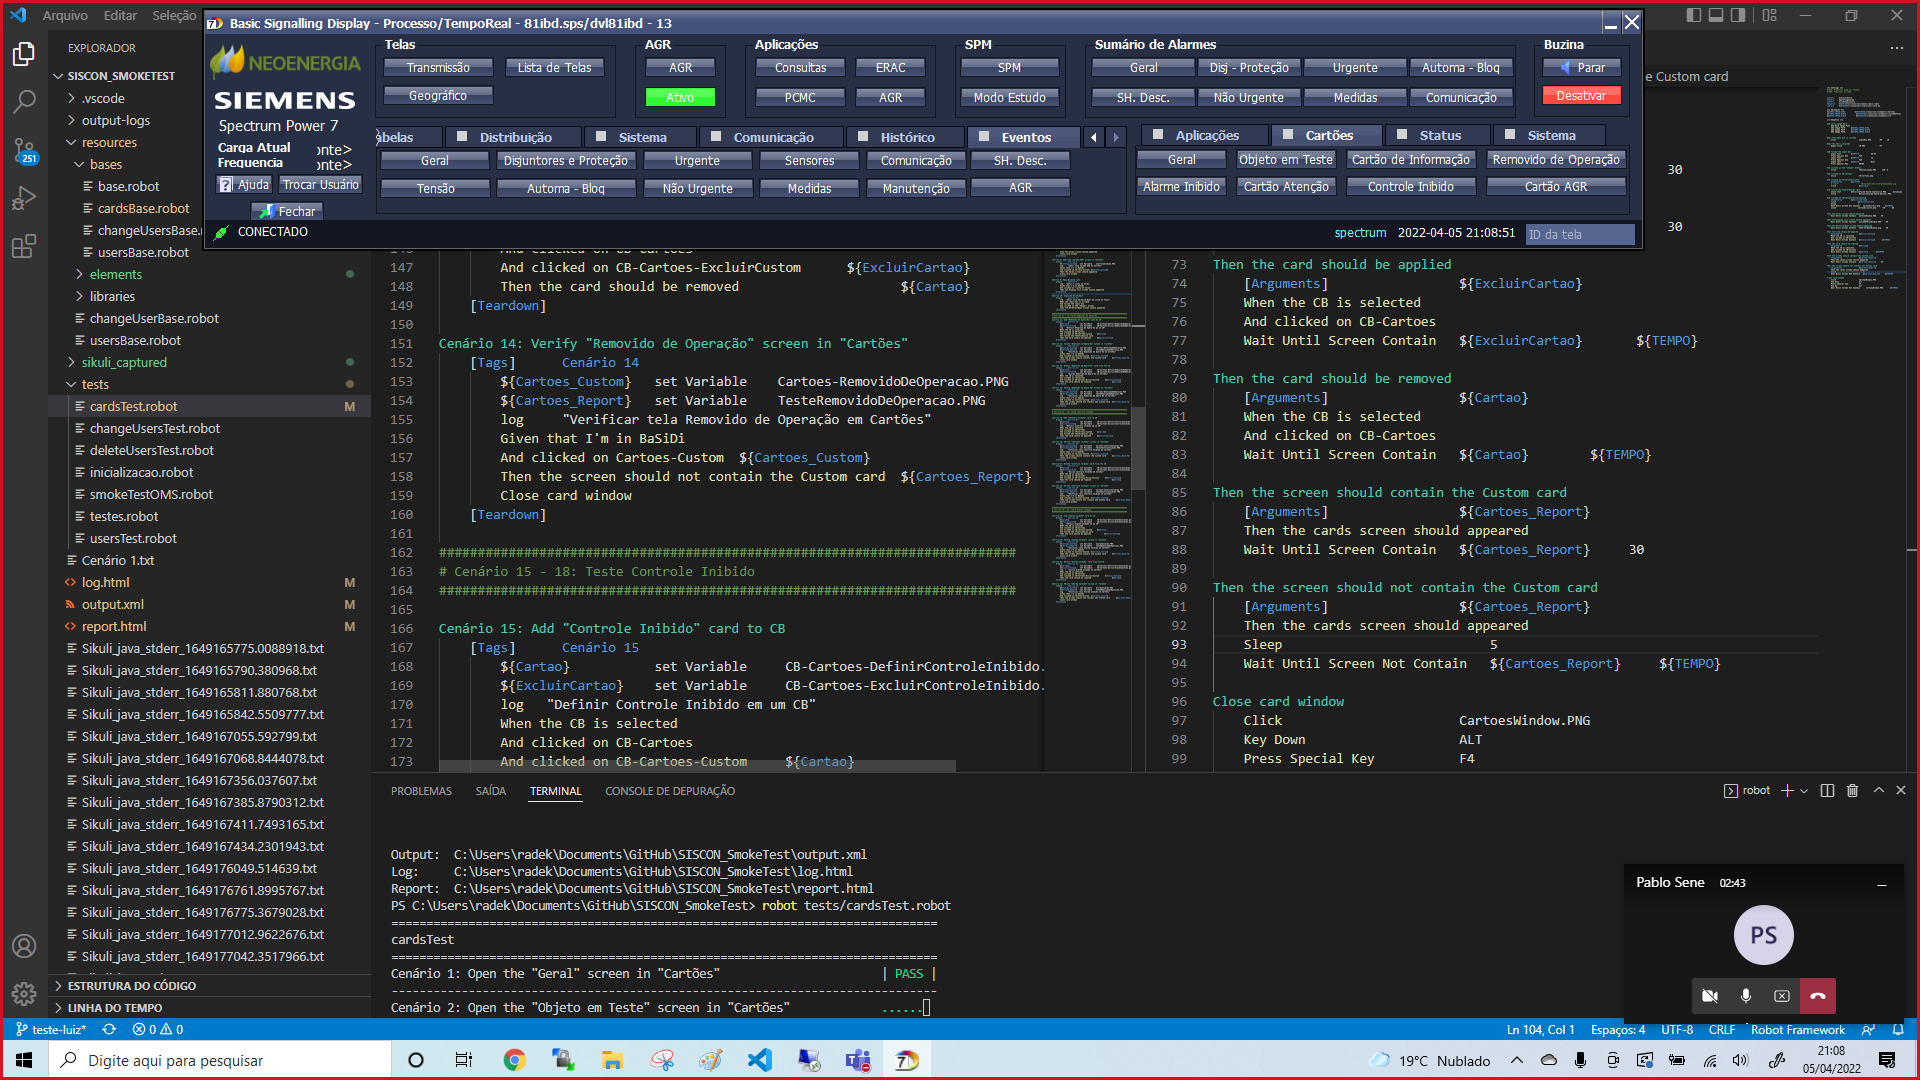 Arquivo Editar Seleção
Basic Signalling Display - Processo/TempoReal - 81ibd.sps/dvl81ibd - 13
NEOENERGIA
SIEMENS
Spectrum Power 7
Carga Atual onte>
Frequencia onte>
Ajuda Trocar Usuário
Fechar
CONECTADO
Telas
Transmissão Lista de Telas
Geográfico
AGR
AGR
Ativo
Aplicações
Consultas ERAC
PCMC AGR
SPM
SPM
Modo Estudo
Sumário de Alarmes
Geral Disj - Proteção Urgente Automa - Bloq
SH. Desc. Não Urgente Medidas Comunicação
Buzina
Parar
Desativar
belas Distribuição Sistema Comunicação Histórico Eventos
Geral Disjuntores e Proteção Urgente Sensores Comunicação SH. Desc.
Tensão Automa - Bloq Não Urgente Medidas Manutenção AGR
Aplicações Cartões Status Sistema
Geral Objeto em Teste Cartão de Informação Removido de Operação
Alarme Inibido Cartão Atenção Controle Inibido Cartão AGR
spectrum 2022-04-05 21:08:51 ID da tela
e Custom card
30
30
EXPLORADOR
SISCON_SMOKETEST
.vscode
output-logs
resources
bases
base.robot
cardsBase.robot
changeUsersBase.
usersBase.robot
elements
libraries
changeUserBase.robot
usersBase.robot
sikuli_captured
tests
cardsTest.robot M
changeUsersTest.robot
deleteUsersTest.robot
inicializacao.robot
smokeTestOMS.robot
testes.robot
usersTest.robot
Cenário 1.txt
log.html M
output.xml M
report.html M
Sikuli_java_stderr_1649165775.0088918.txt
Sikuli_java_stderr_1649165790.380968.txt
Sikuli_java_stderr_1649165811.880768.txt
Sikuli_java_stderr_1649165842.5509777.txt
Sikuli_java_stderr_1649167055.592799.txt
Sikuli_java_stderr_1649167068.8444078.txt
Sikuli_java_stderr_1649167356.037607.txt
Sikuli_java_stderr_1649167385.8790312.txt
Sikuli_java_stderr_1649167411.7493165.txt
Sikuli_java_stderr_1649167434.2301943.txt
Sikuli_java_stderr_1649176049.514639.txt
Sikuli_java_stderr_1649176761.8995767.txt
Sikuli_java_stderr_1649176775.3679028.txt
Sikuli_java_stderr_1649177012.9622676.txt
Sikuli_java_stderr_1649177042.3517966.txt
ESTRUTURA DO CÓDIGO
LINHA DO TEMPO
251
146 And clicked on CB-Cartoes
147 And clicked on CB-Cartoes-ExcluirCustom ${ExcluirCartao}
148 Then the card should be removed ${Cartao}
149 [Teardown]
150
151 Cenário 14: Verify "Removido de Operação" screen in "Cartões"
152 [Tags] Cenário 14
153 ${Cartoes_Custom} set Variable Cartoes-RemovidoDeOperacao.PNG
154 ${Cartoes_Report} set Variable TesteRemovidoDeOperacao.PNG
155 log "Verificar tela Removido de Operação em Cartões"
156 Given that I'm in BaSiDi
157 And clicked on Cartoes-Custom ${Cartoes_Custom}
158 Then the screen should not contain the Custom card ${Cartoes_Report}
159 Close card window
160 [Teardown]
161
162 ###########################################################################
163 # Cenário 15 - 18: Teste Controle Inibido
164 ###########################################################################
165
166 Cenário 15: Add "Controle Inibido" card to CB
167 [Tags] Cenário 15
168 ${Cartao} set Variable CB-Cartoes-DefinirControleInibido.
169 ${ExcluirCartao} set Variable CB-Cartoes-ExcluirControleInibido.
170 log "Definir Controle Inibido em um CB"
171 When the CB is selected
172 And clicked on CB-Cartoes
173 And clicked on CB-Cartoes-Custom ${Cartao}
73 Then the card should be applied
74 [Arguments] ${ExcluirCartao}
75 When the CB is selected
76 And clicked on CB-Cartoes
77 Wait Until Screen Contain ${ExcluirCartao} ${TEMPO}
78
79 Then the card should be removed
80 [Arguments] ${Cartao}
81 When the CB is selected
82 And clicked on CB-Cartoes
83 Wait Until Screen Contain ${Cartao} ${TEMPO}
84
85 Then the screen should contain the Custom card
86 [Arguments] ${Cartoes_Report}
87 Then the cards screen should appeared
88 Wait Until Screen Contain ${Cartoes_Report} 30
89
90 Then the screen should not contain the Custom card
91 [Arguments] ${Cartoes_Report}
92 Then the cards screen should appeared
93 Sleep 5
94 Wait Until Screen Not Contain ${Cartoes_Report} ${TEMPO}
95
96 Close card window
97 Click CartoesWindow.PNG
98 Key Down ALT
99 Press Special Key F4
PROBLEMAS SAÍDA TERMINAL CONSOLE DE DEPURAÇÃO
robot
Output: C:\Users\radek\Documents\GitHub\SISCON_SmokeTest\output.xml
Log: C:\Users\radek\Documents\GitHub\SISCON_SmokeTest\log.html
Report: C:\Users\radek\Documents\GitHub\SISCON_SmokeTest\report.html
PS C:\Users\radek\Documents\GitHub\SISCON_SmokeTest> robot tests/cardsTest.robot
==============================================================================
cardsTest
==============================================================================
Cenário 1: Open the "Geral" screen in "Cartões" | PASS |
------------------------------------------------------------------------------
Cenário 2: Open the "Objeto em Teste" screen in "Cartões" ......
Pablo Sene 02:43
PS
teste-luiz* 0 0
Ln 104, Col 1 Espaços: 4 UTF-8 CRLF Robot Framework
Digite aqui para pesquisar
19°C Nublado
21:08
05/04/2022